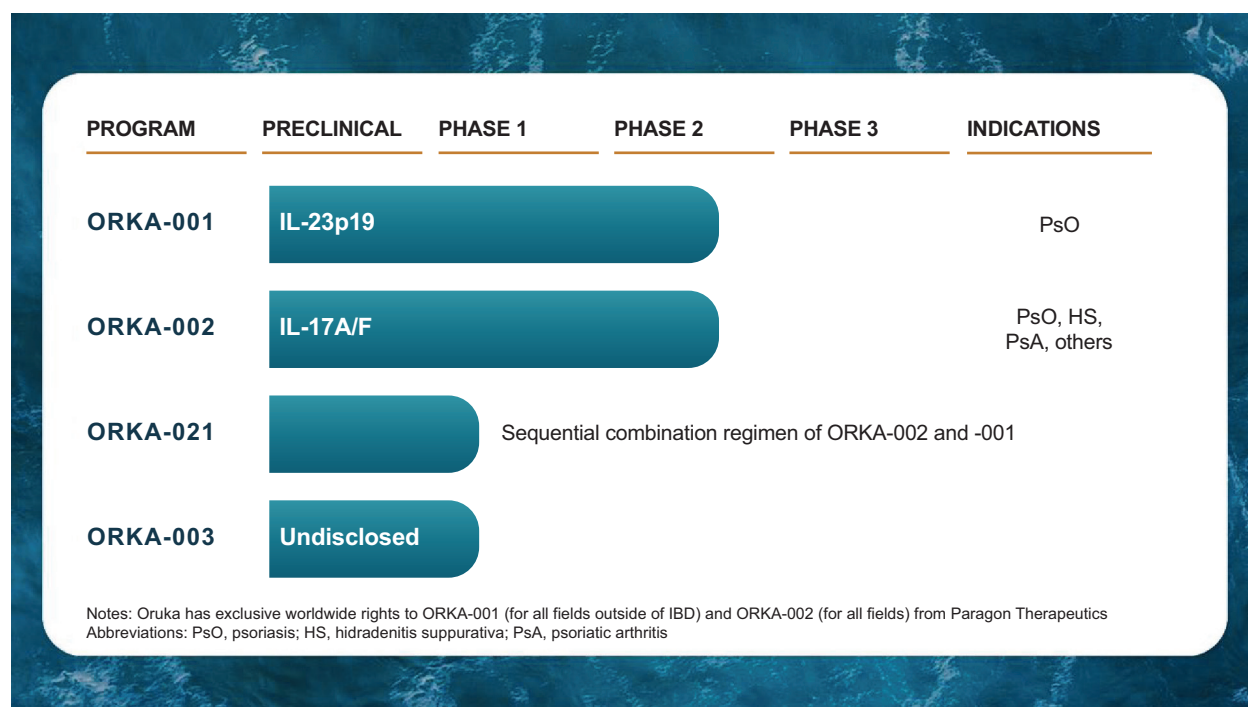 PROGRAM PRECLINICAL PHASE 1 PHASE 2 PHASE 3 INDICATIONS
ORKA-001 IL-23p19 PsO
ORKA-002 IL-17A/F PsO, HS,
PsA, others
ORKA-021 Sequential combination regimen of ORKA-002 and -001
ORKA-003 Undisclosed
Notes: Oruka has exclusive worldwide rights to ORKA-001 (for all fields outside of IBD) and ORKA-002 (for all fields) from Paragon Therapeutics
Abbreviations: PsO, psoriasis; HS, hidradenitis suppurativa; PsA, psoriatic arthritis